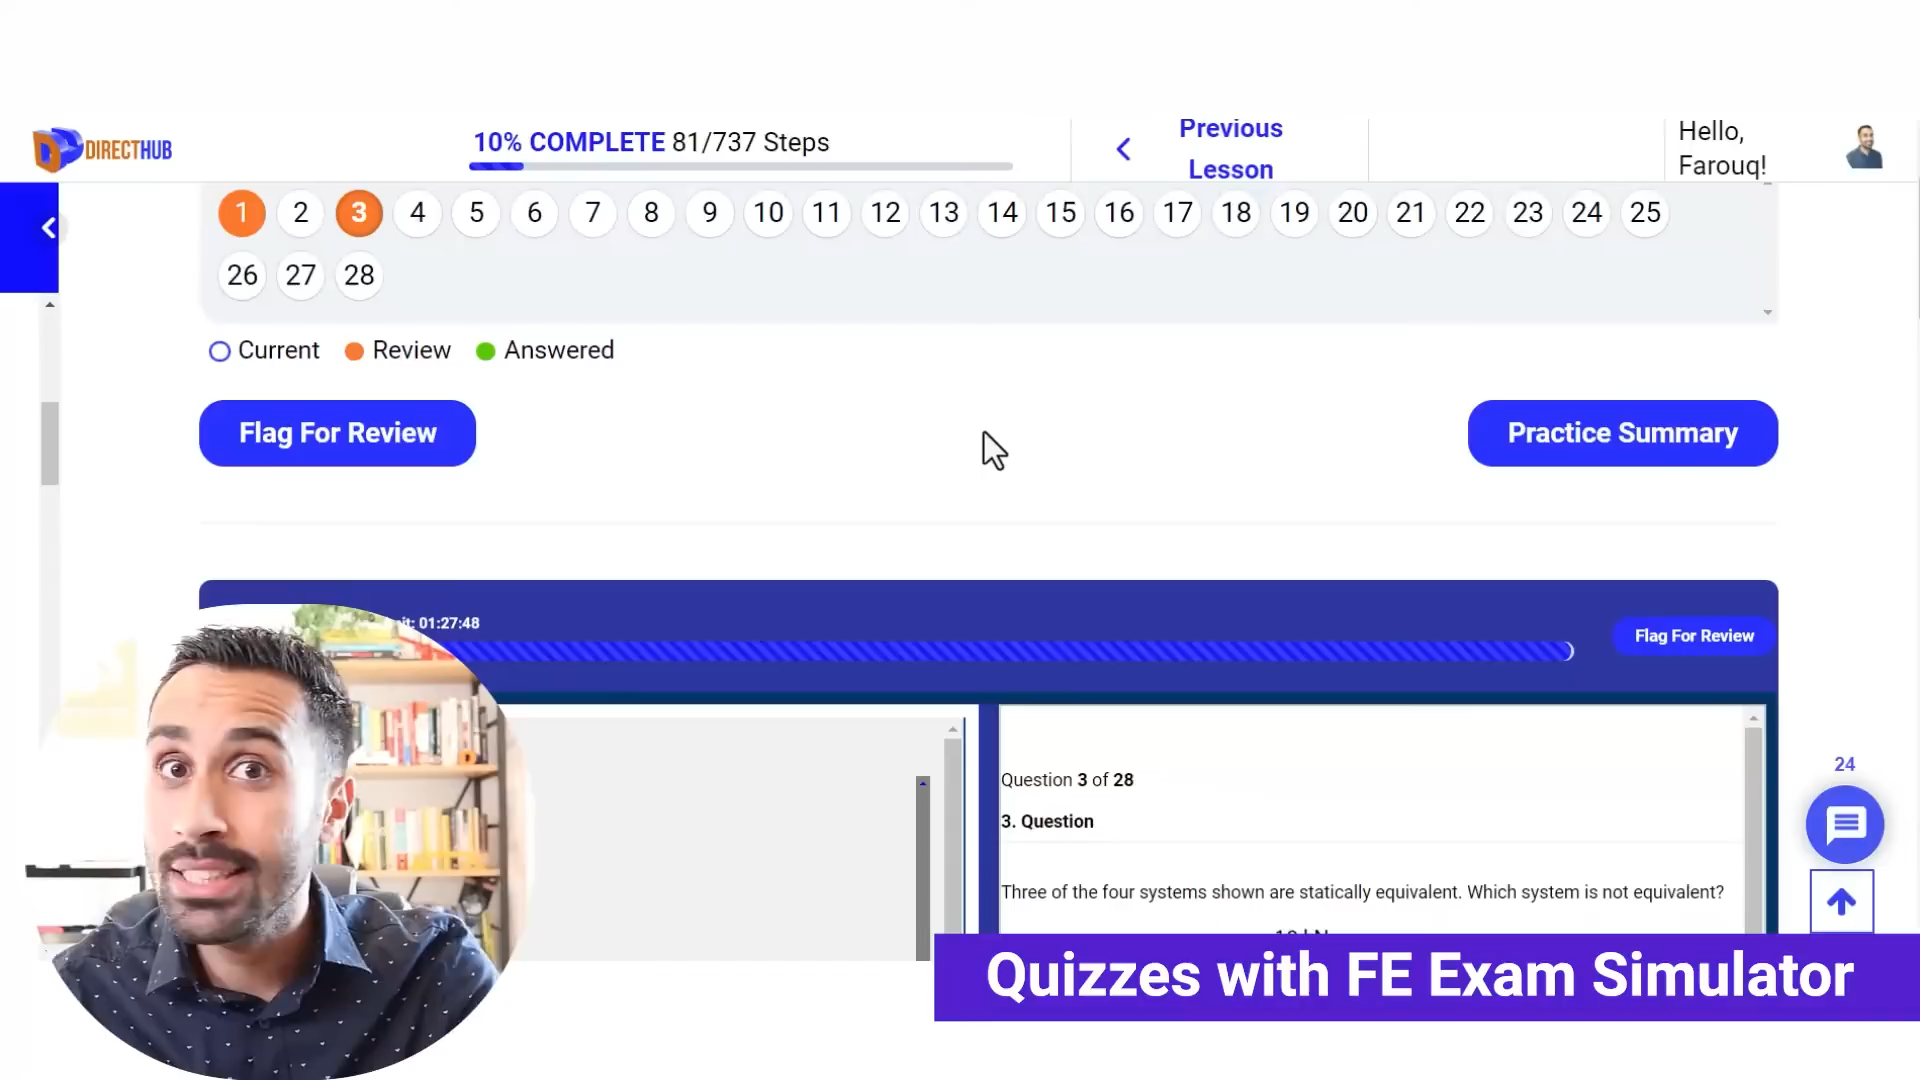 DIRECTHUB
10% COMPLETE 81/737 Steps
Previous
Lesson
Hello,
Farouq!
1 2 3 4 5 6 7 8 9 10 11 12 13 14 15 16 17 18 19 20 21 22 23 24 25
26 27 28
Current Review Answered
Flag For Review
Practice Summary
01:27:48
Flag For Review
Question 3 of 28
3. Question
Three of the four systems shown are statically equivalent. Which system is not equivalent?
24
Quizzes with FE Exam Simulator